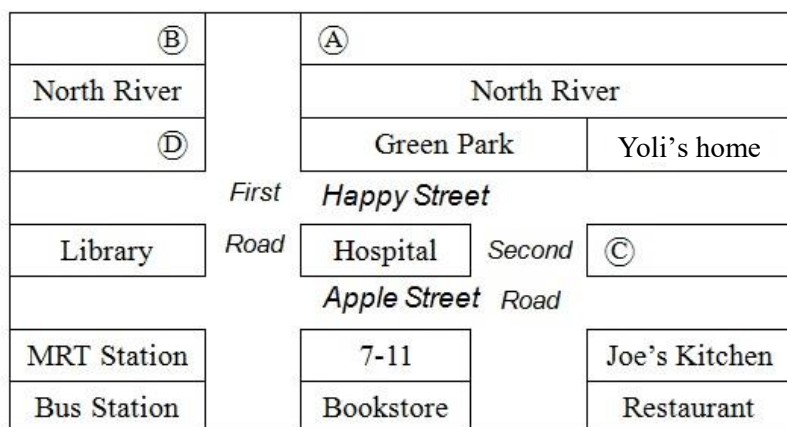 Ⓑ Ⓐ
North River North River
Ⓓ Green Park Yoli's home
First Happy Street
Library Road Hospital Second Ⓒ
Apple Street Road
MRT Station 7-11 Joe's Kitchen
Bus Station Bookstore Restaurant